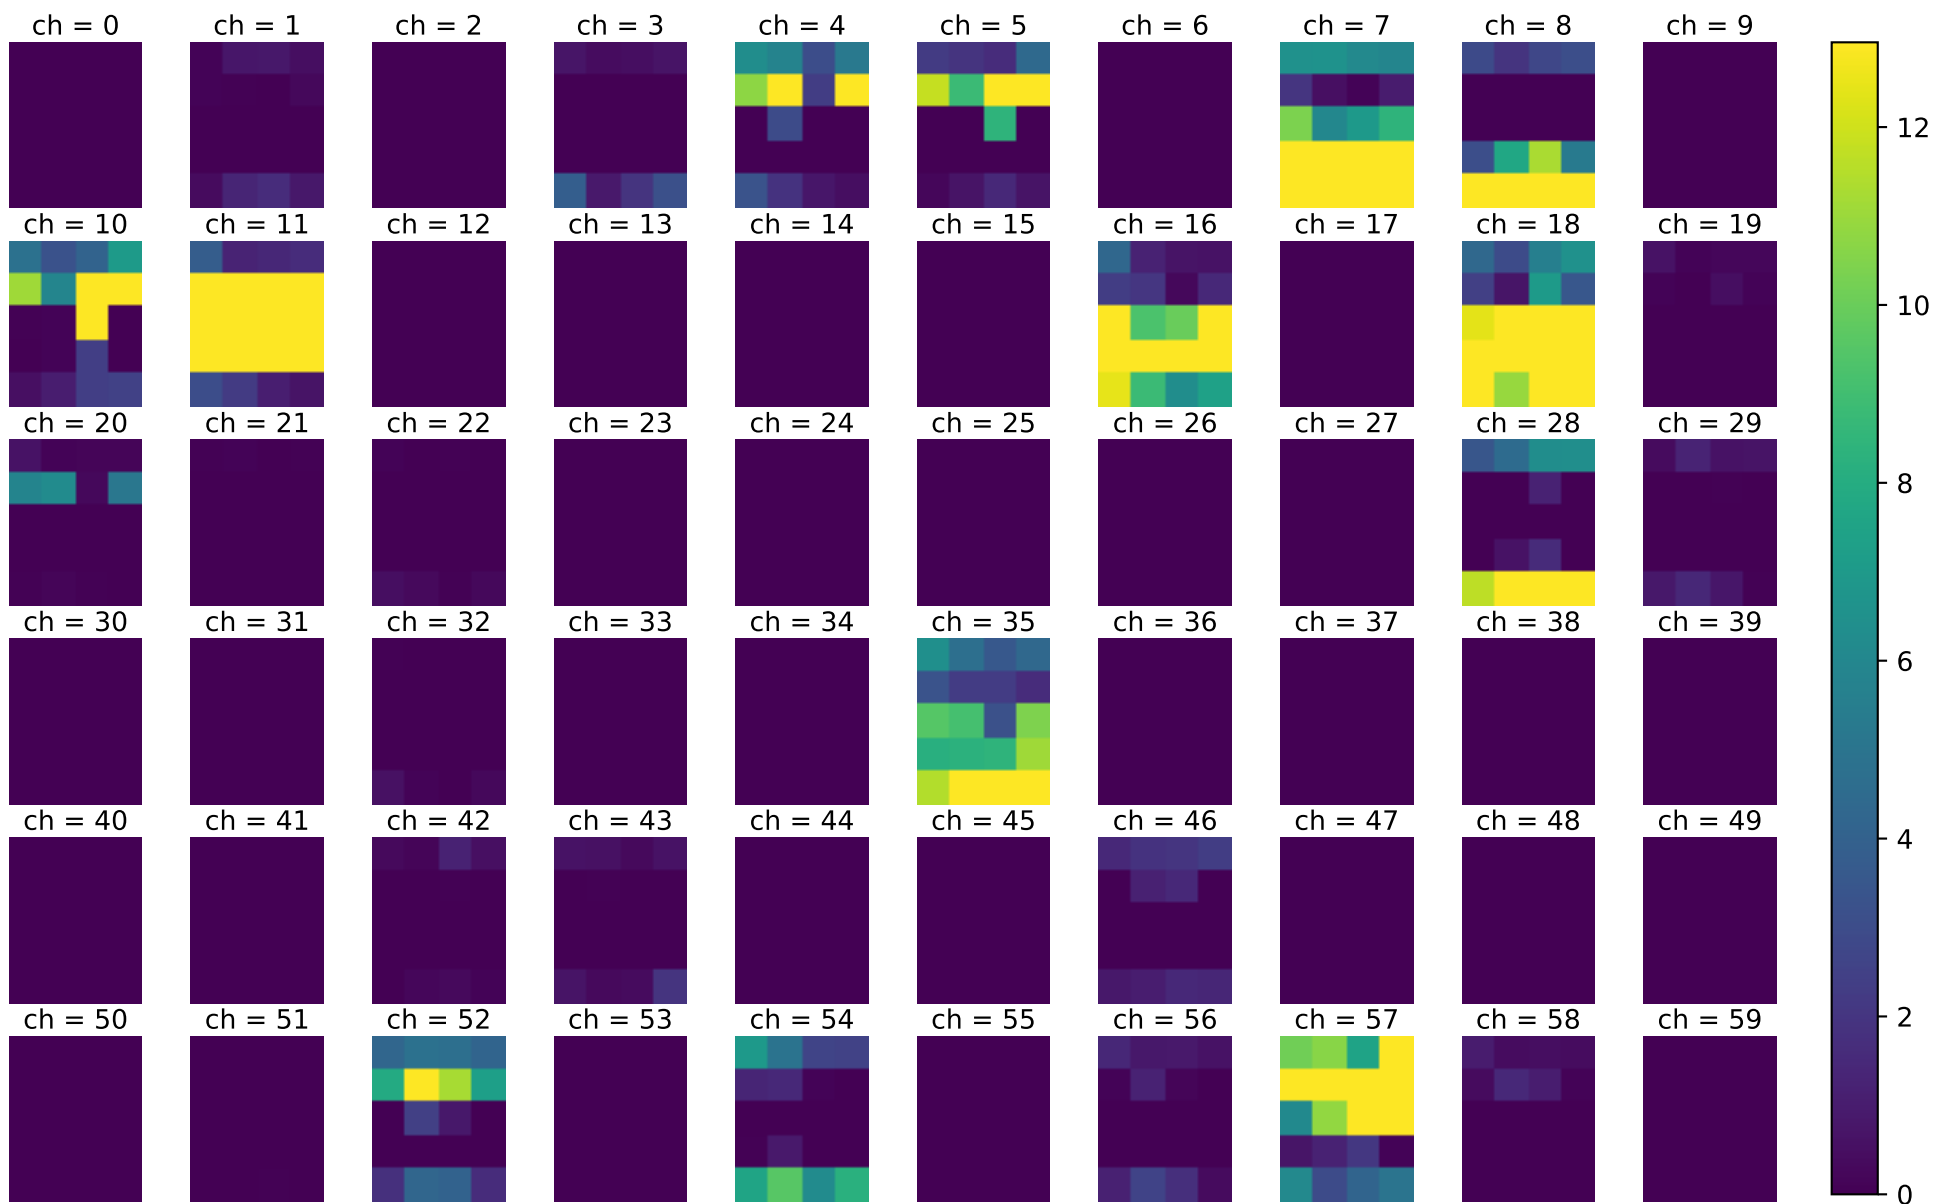 ch = 0 ch = 1 ch = 2 ch = 3 ch = 4 ch = 5 ch = 6 ch = 7 ch = 8 ch = 9
ch = 10 ch = 11 ch = 12 ch = 13 ch = 14 ch = 15 ch = 16 ch = 17 ch = 18 ch = 19
ch = 20 ch = 21 ch = 22 ch = 23 ch = 24 ch = 25 ch = 26 ch = 27 ch = 28 ch = 29
ch = 30 ch = 31 ch = 32 ch = 33 ch = 34 ch = 35 ch = 36 ch = 37 ch = 38 ch = 39
ch = 40 ch = 41 ch = 42 ch = 43 ch = 44 ch = 45 ch = 46 ch = 47 ch = 48 ch = 49
ch = 50 ch = 51 ch = 52 ch = 53 ch = 54 ch = 55 ch = 56 ch = 57 ch = 58 ch = 59
12
10
8
6
4
2
0